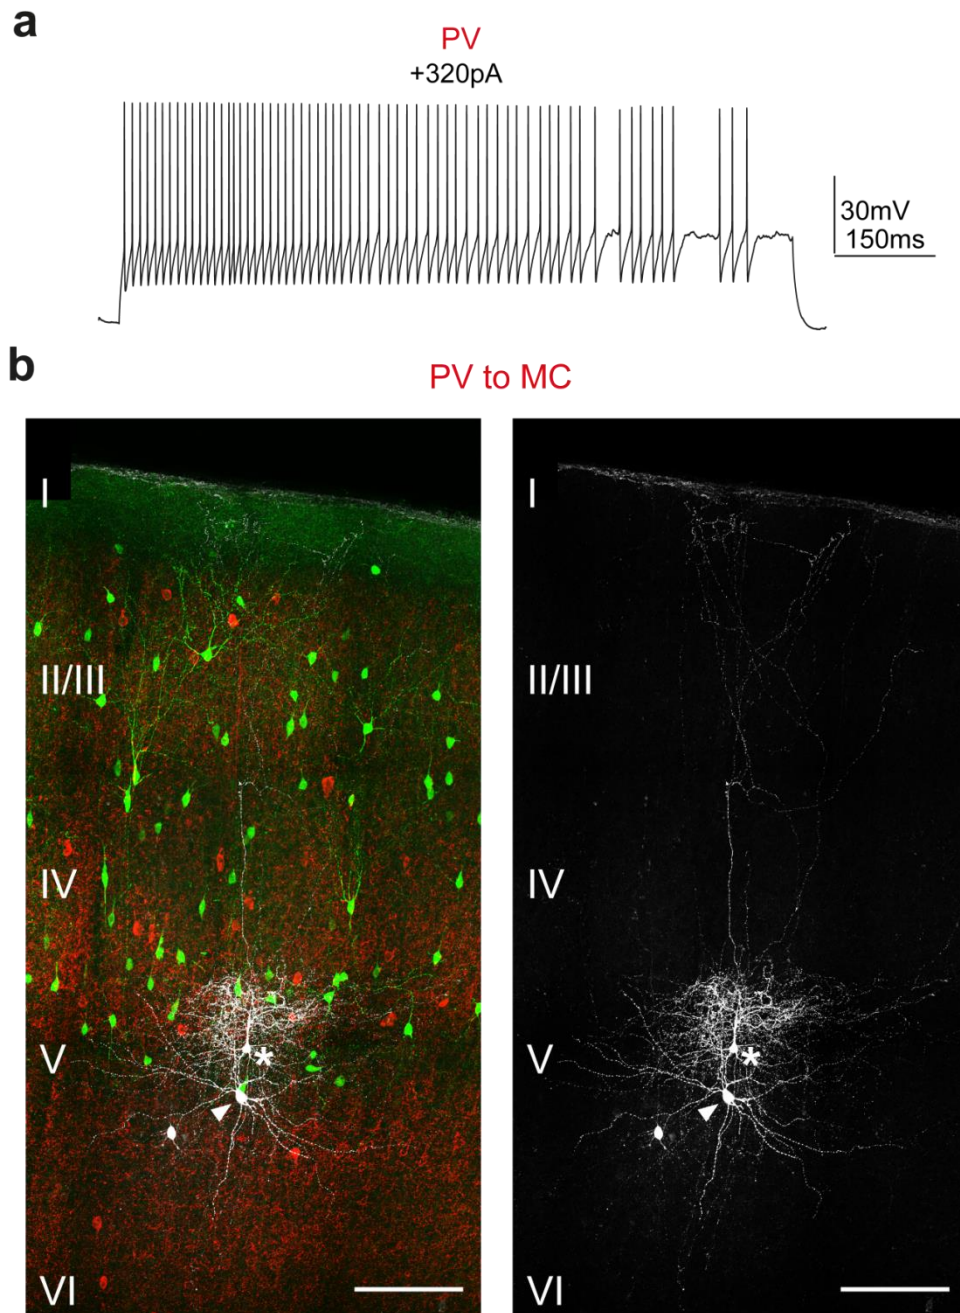 a
PV
+320pA
30mV
150ms
b
PV to MC
I
II/III
IV
V
*
VI
I
II/III
IV
V
*
VI